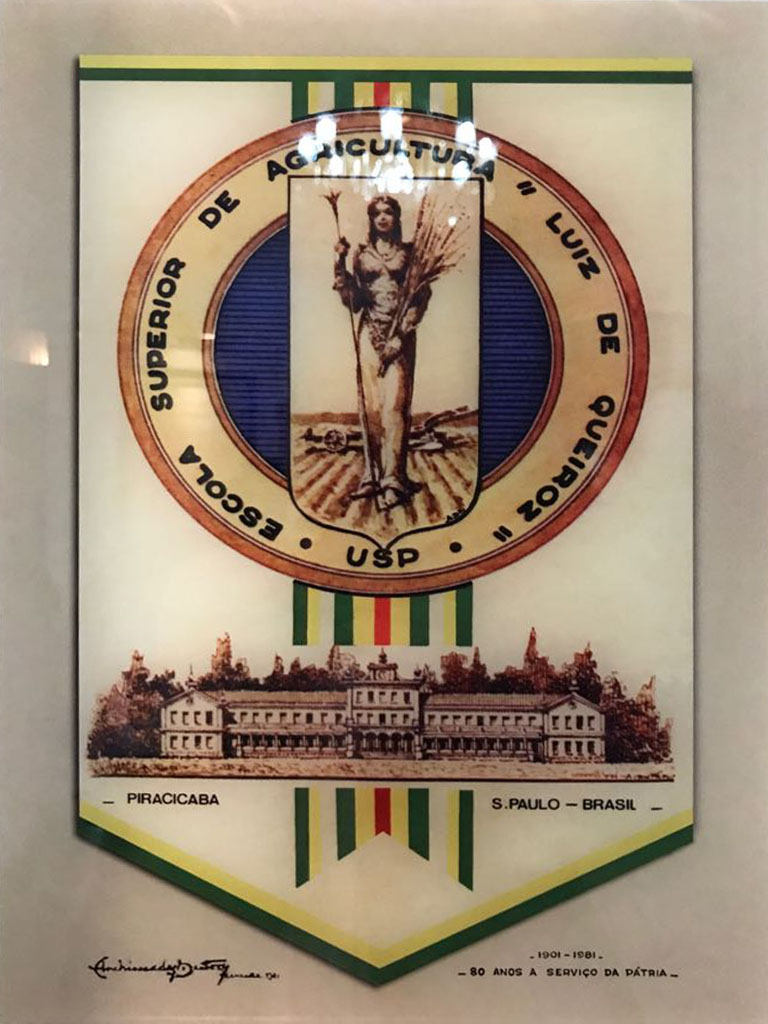 ESCOLA SUPERIOR DE AGRICULTURA "LUIZ DE QUEIROZ"
• USP •
— PIRACICABA
S.PAULO — BRASIL —
- 1901-1981 -
— 80 ANOS A SERVIÇO DA PÁTRIA —